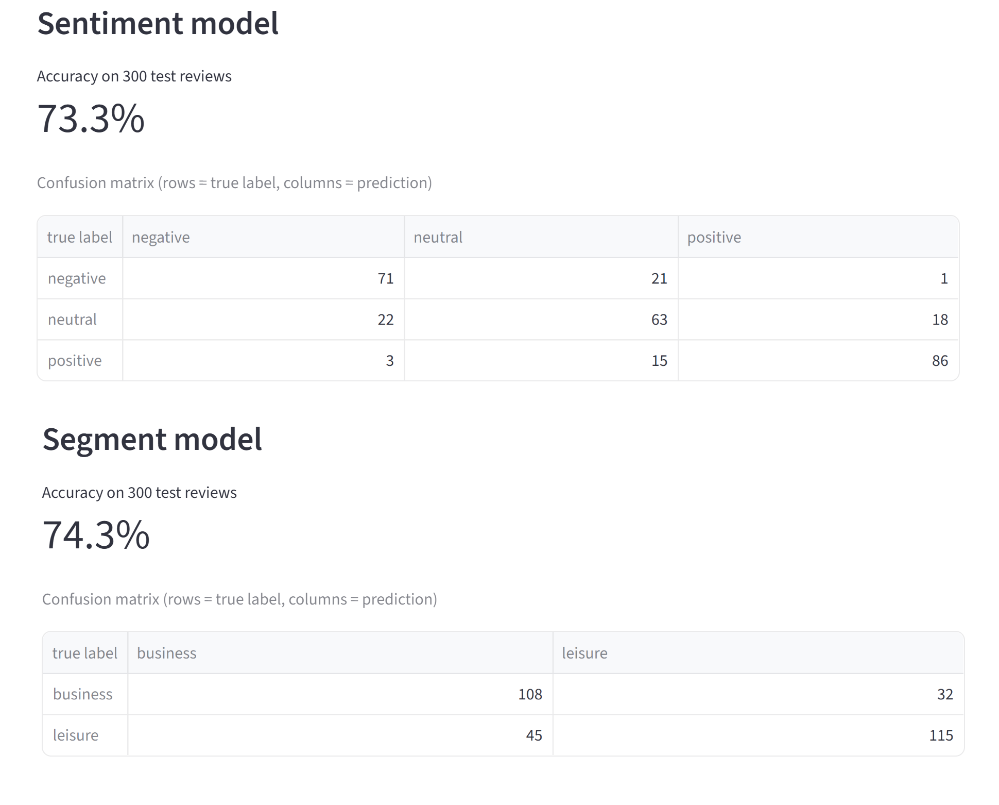 Sentiment model
Accuracy on 300 test reviews
73.3%
Confusion matrix (rows = true label, columns = prediction)
true label negative neutral positive
negative 71 21 1
neutral 22 63 18
positive 3 15 86
Segment model
Accuracy on 300 test reviews
74.3%
Confusion matrix (rows = true label, columns = prediction)
true label business leisure
business 108 32
leisure 45 115